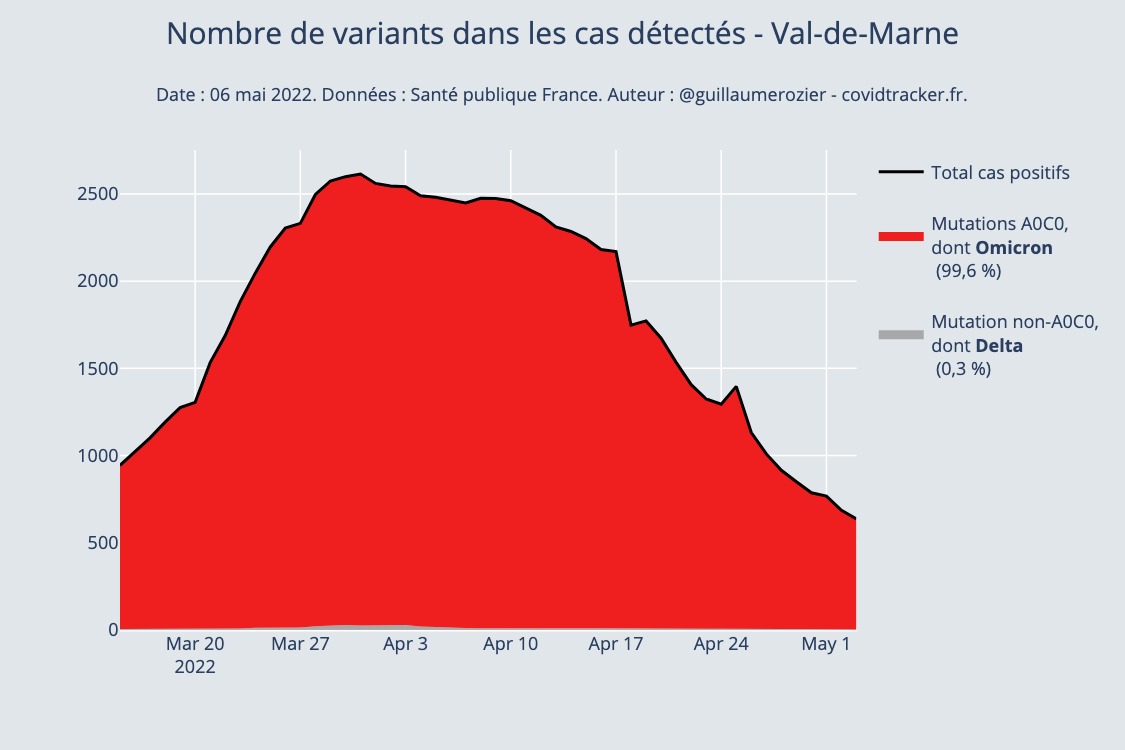 Nombre de variants dans les cas détectés - Val-de-Marne
Date : 06 mai 2022. Données : Santé publique France. Auteur : @guillaumerozier - covidtracker.fr.
Total cas positifs
Mutations A0C0,
dont Omicron
(99,6 %)
Mutation non-A0C0,
dont Delta
(0,3 %)
2500
2000
1500
1000
500
0
Mar 20
2022
Mar 27
Apr 3
Apr 10
Apr 17
Apr 24
May 1